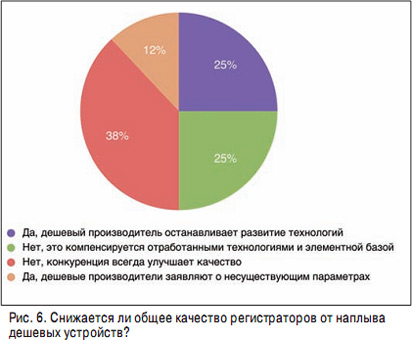 12%
25%
38%
25%
Да, дешевый производитель останавливает развитие технологий
Нет, это компенсируется отработанными технологиями и элементной базой
Нет, конкуренция всегда улучшает качество
Да, дешевые производители заявляют о несуществующим параметрах
Рис. 6. Снижается ли общее качество регистраторов от наплыва
дешевых устройств?